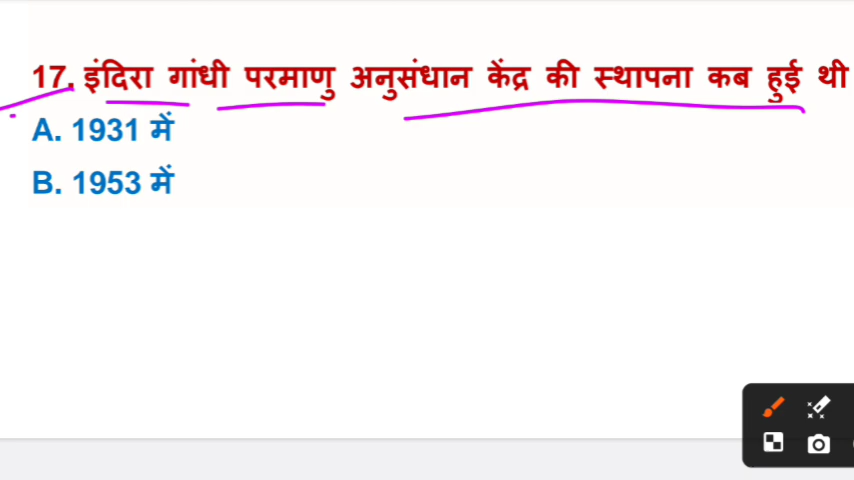 17. इंदिरा गांधी परमाणु अनुसंधान केंद्र की स्थापना कब हुई थी
A. 1931 में
B. 1953 में